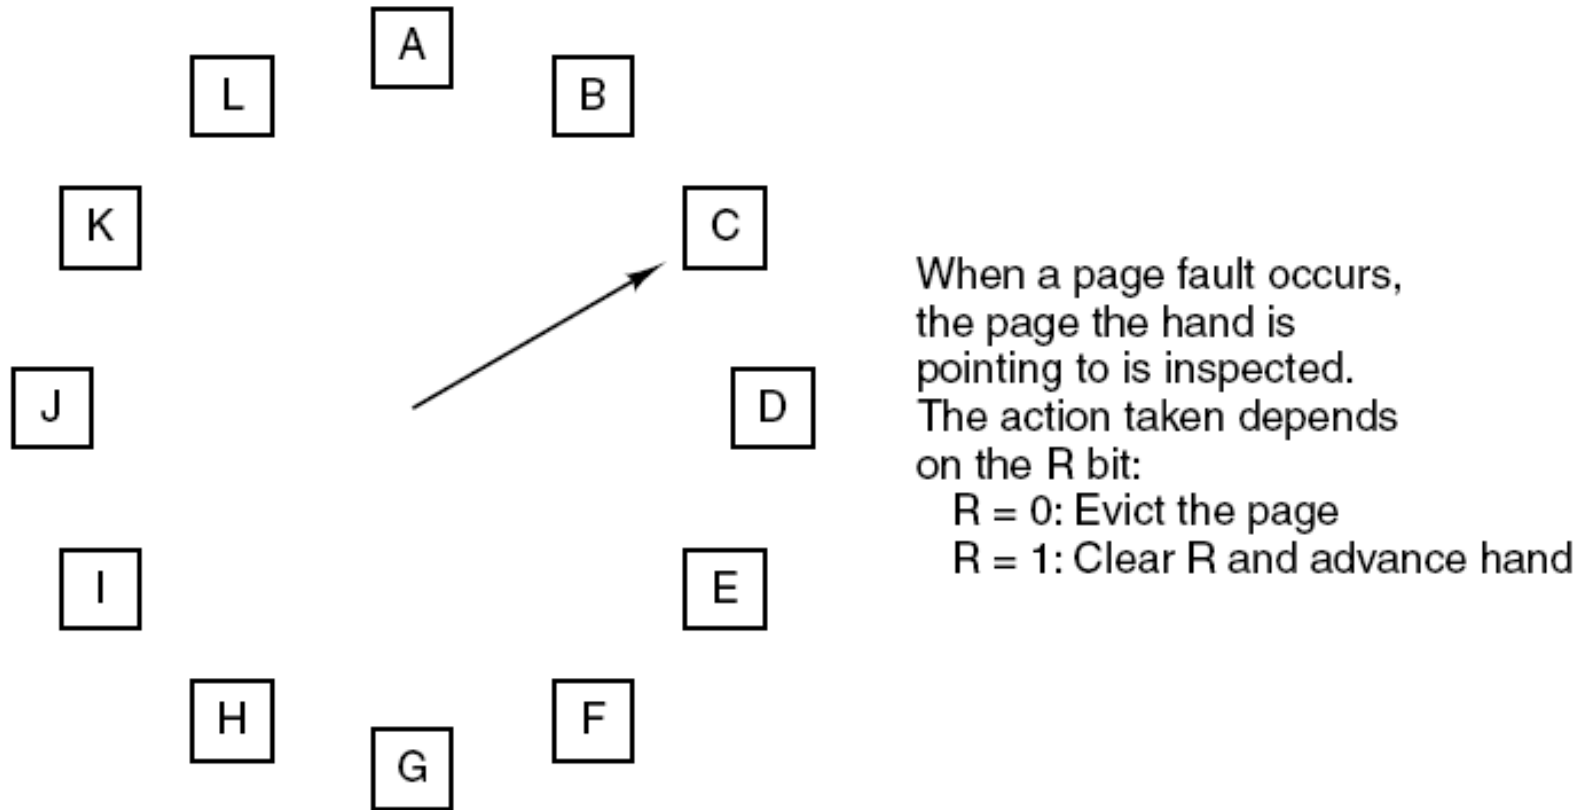 A
L
B
K
C
J
D
I
E
H
F
G
When a page fault occurs,
the page the hand is
pointing to is inspected.
The action taken depends
on the R bit:
R = 0: Evict the page
R = 1: Clear R and advance hand